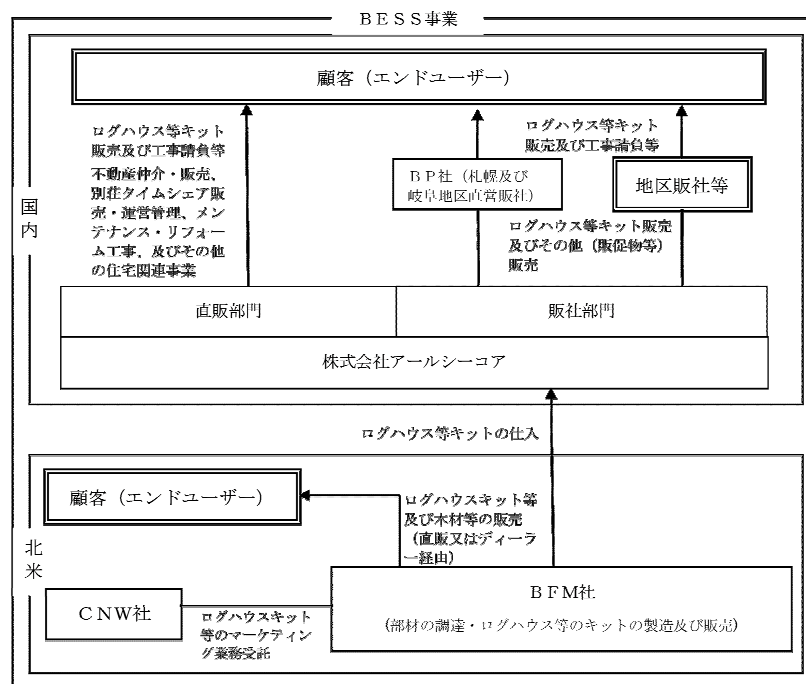 BESS事業
国内
顧客（エンドユーザー）
ログハウス等キット
販売及び工事請負等
不動産仲介・販売、
別荘タイムシェア販
売・運営管理、メン
テナンス・リフォー
ム工事、及びその他
の住宅関連事業
ログハウス等キット
販売及び工事請負等
ＢＰ社（札幌及び
岐阜地区直営販社）
地区販社等
ログハウス等キット販売
及びその他（販促物等）
販売
直販部門
販社部門
株式会社アールシーコア
ログハウス等キットの仕入
北米
顧客（エンドユーザー）
ログハウスキット等
及び木材等の販売
（直販又はディーラ
ー経由）
ＣＮＷ社
ログハウスキット
等のマーケティン
グ業務受託
ＢＦＭ社
(部材の調達・ログハウス等のキットの製造及び販売)